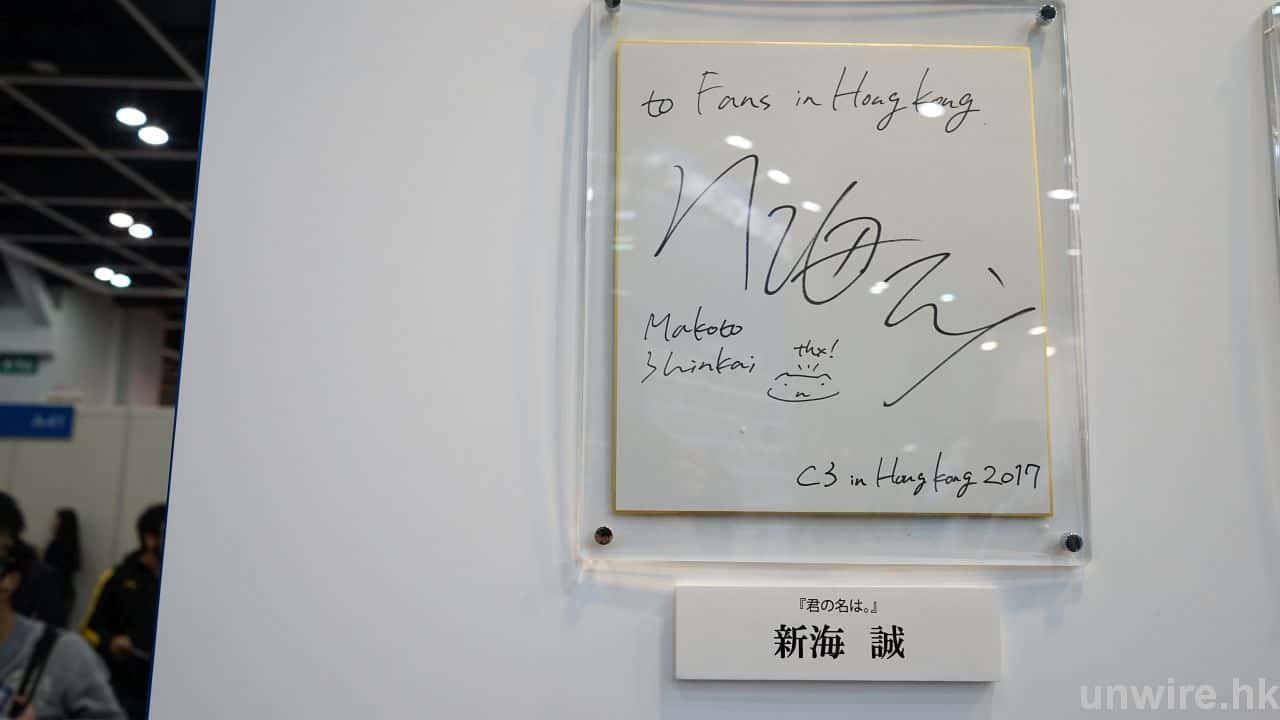 to Fans in Hong Kong.
Makoto
Shinkai
thx!
C3 in Hong Kong 2017
『君の名は。』
新海 誠
unwire.hk